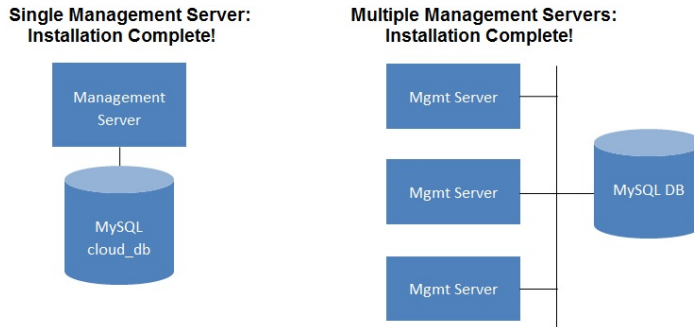 Single Management Server:
Installation Complete!
Management
Server
MySQL
cloud_db
Multiple Management Servers:
Installation Complete!
Mgmt Server
Mgmt Server
MySQL DB
Mgmt Server